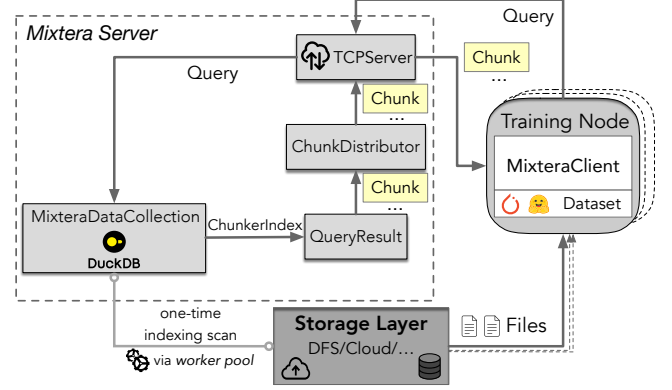 Mixtera Server
Query
TCPServer
Query
Chunk
...
Chunk
...
Training Node
MixteraClient
Dataset
ChunkDistributor
Chunk
...
MixteraDataCollection
DuckDB
ChunkerIndex
QueryResult
one-time
indexing scan
via worker pool
Storage Layer
DFS/Cloud/...
Files